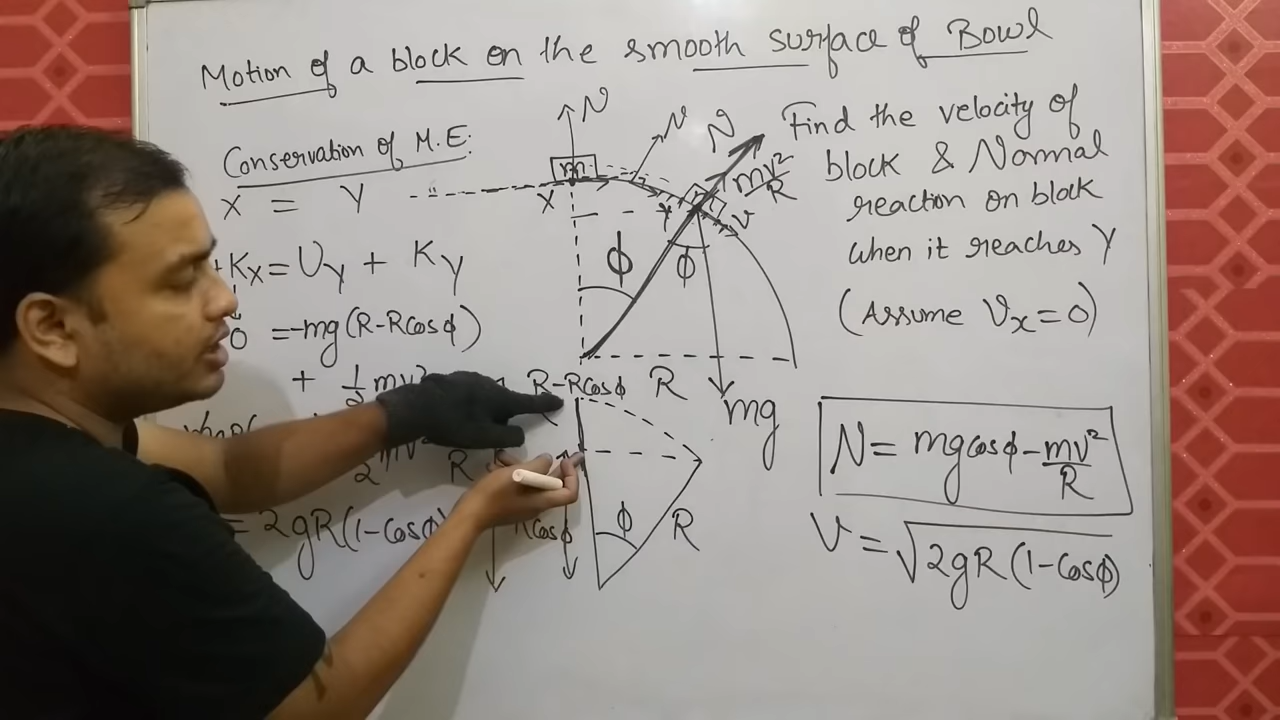 Motion of a block on the smooth surface of Bowl
Conservation of M.E:
X = Y
+Kx = Uy + Ky
0 = -mg(R-Rcosφ)
+ 1/2 mv²
= 2gR(1-cosφ)
N
m
X
N
N
mv²/R
Y
v
φ
φ
R
mg
R-Rcosφ
R
Rcosφ
φ
R
Find the velocity of
block & Normal
reaction on block
when it reaches Y
(Assume Vx=0)
N = mgcosφ - mv²/R
V = √2gR(1-cosφ)